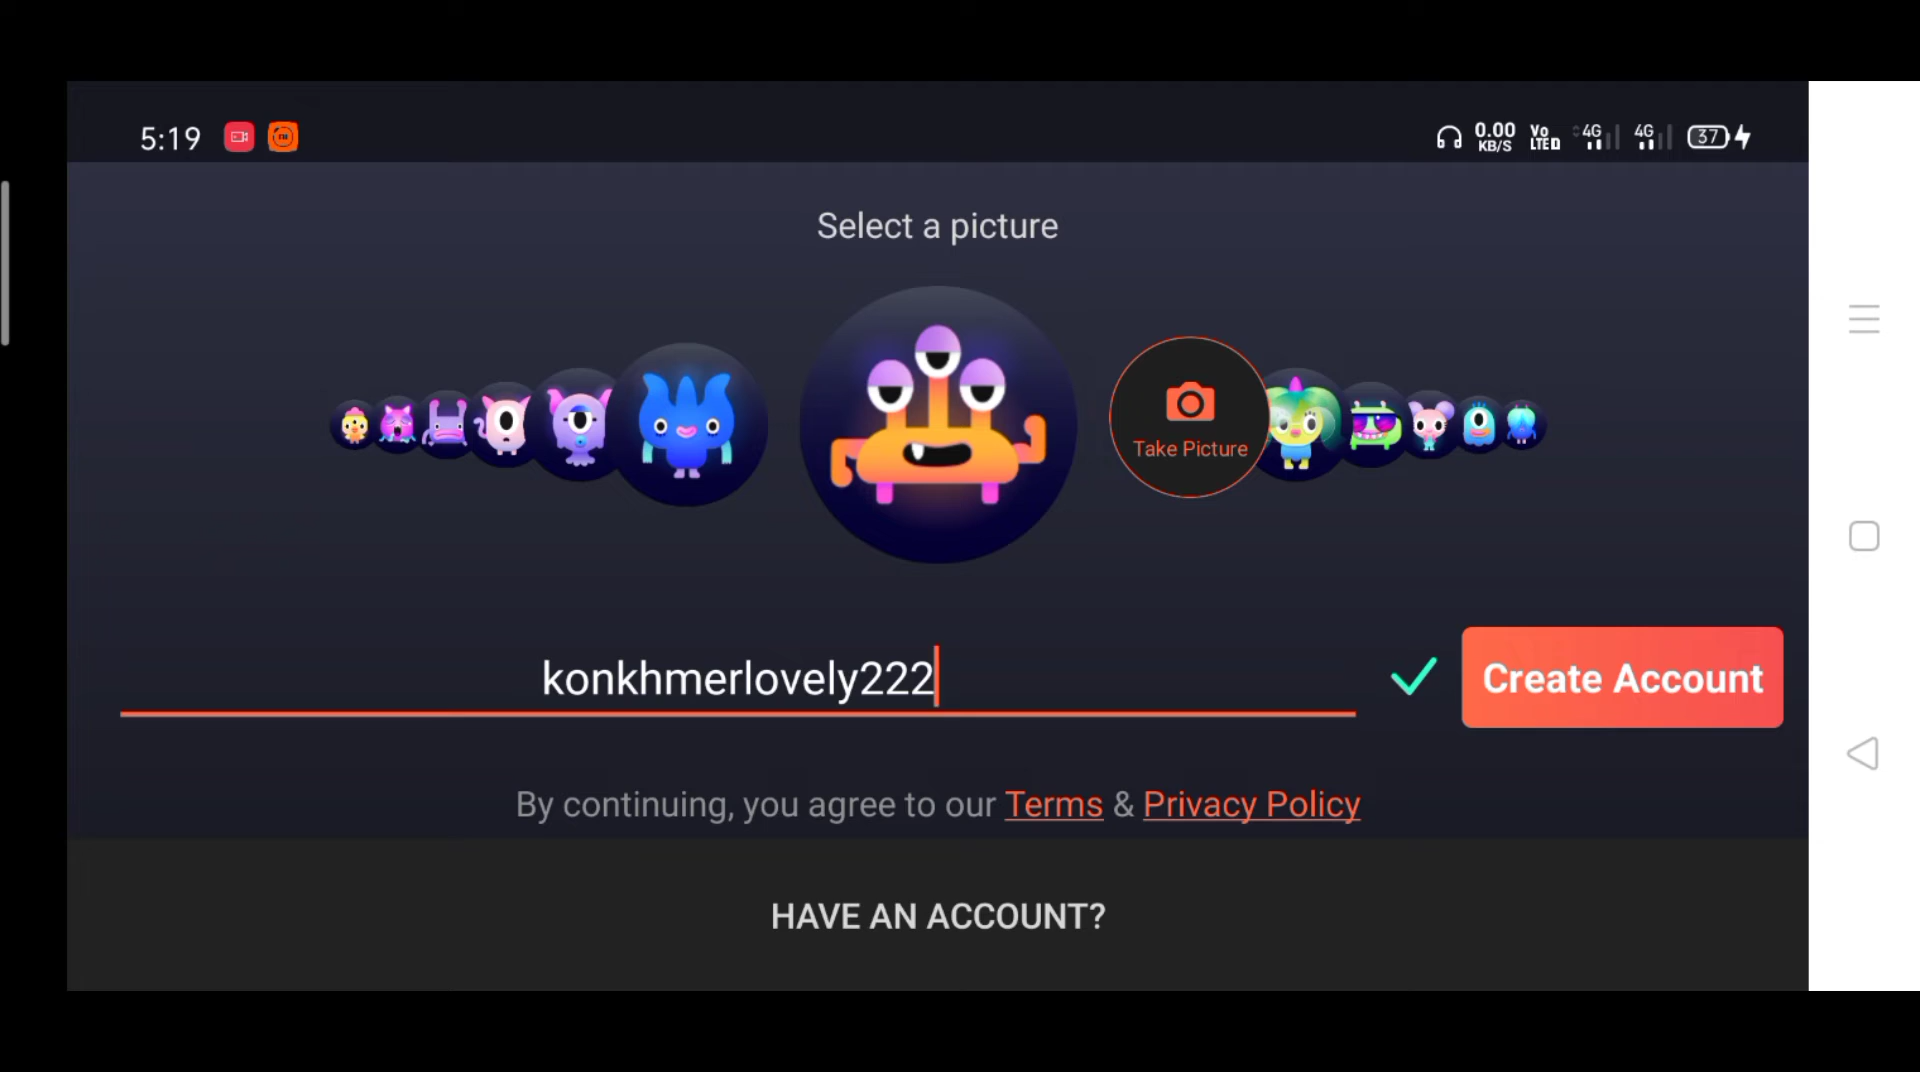 5:19
0.00 KB/S Vo LTE 4G 4G 37
Select a picture
Take Picture
konkhmerlovely222
Create Account
By continuing, you agree to our Terms & Privacy Policy
HAVE AN ACCOUNT?